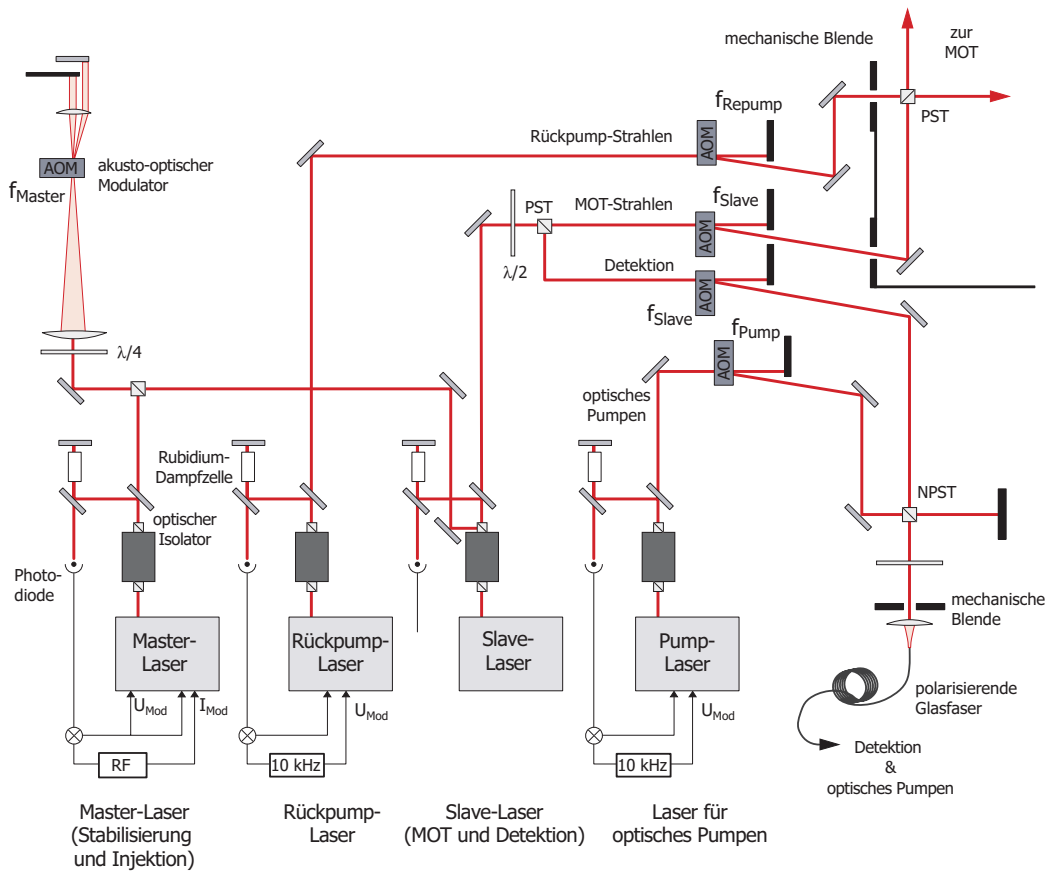 mechanische Blende
zur
MOT
PST
f_Repump
Rückpump-Strahlen
AOM
AOM
akusto-optischer
Modulator
f_Master
PST
MOT-Strahlen
f_Slave
AOM
λ/2
Detektion
AOM
f_Slave
f_Pump
AOM
λ/4
optisches
Pumpen
Rubidium-
Dampfzelle
optischer
Isolator
NPST
Photo-
diode
mechanische
Blende
Master-
Laser
Rückpump-
Laser
Slave-
Laser
Pump-
Laser
polarisierende
Glasfaser
U_Mod
I_Mod
U_Mod
U_Mod
RF
10 kHz
10 kHz
Detektion
&
optisches Pumpen
Master-Laser
(Stabilisierung
und Injektion)
Rückpump-
Laser
Slave-Laser
(MOT und Detektion)
Laser für
optisches Pumpen